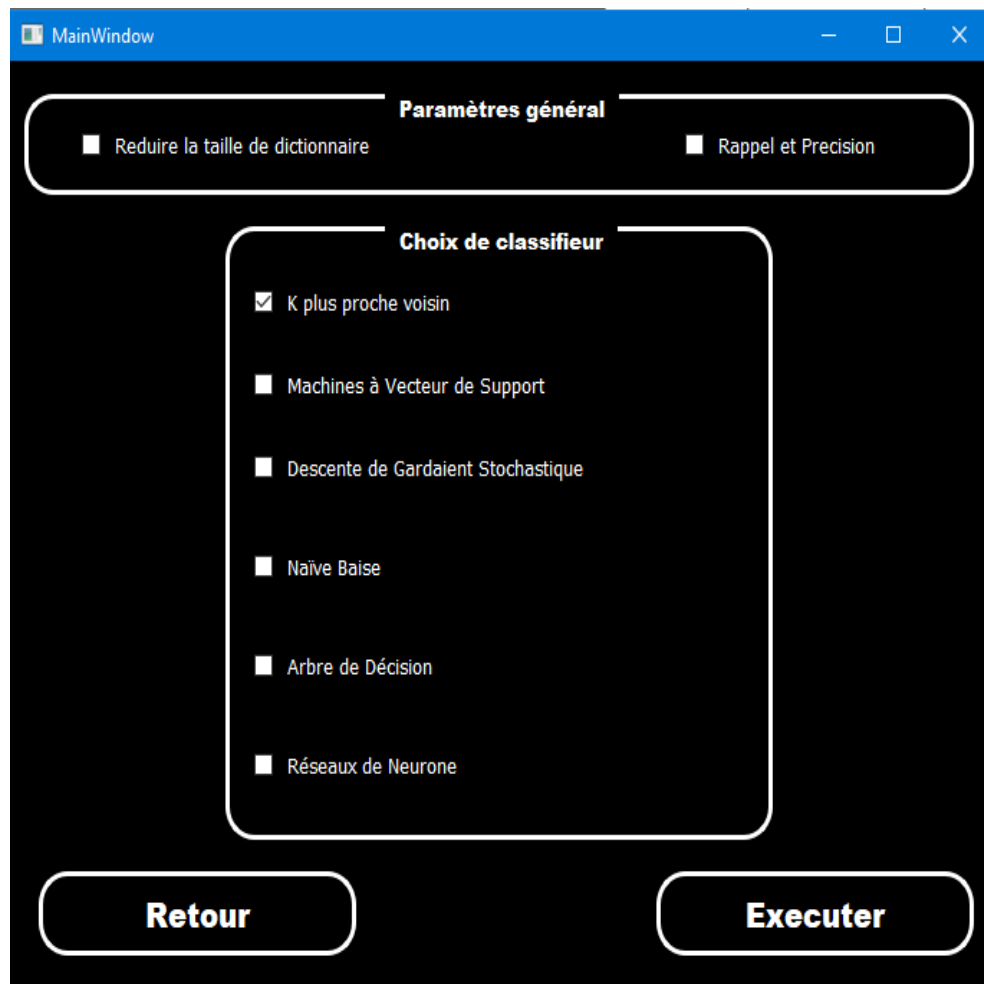 MainWindow
Paramètres général
Reduire la taille de dictionnaire
Rappel et Precision
Choix de classifieur
K plus proche voisin
Machines à Vecteur de Support
Descente de Gardaient Stochastique
Naïve Baise
Arbre de Décision
Réseaux de Neurone
Retour
Executer